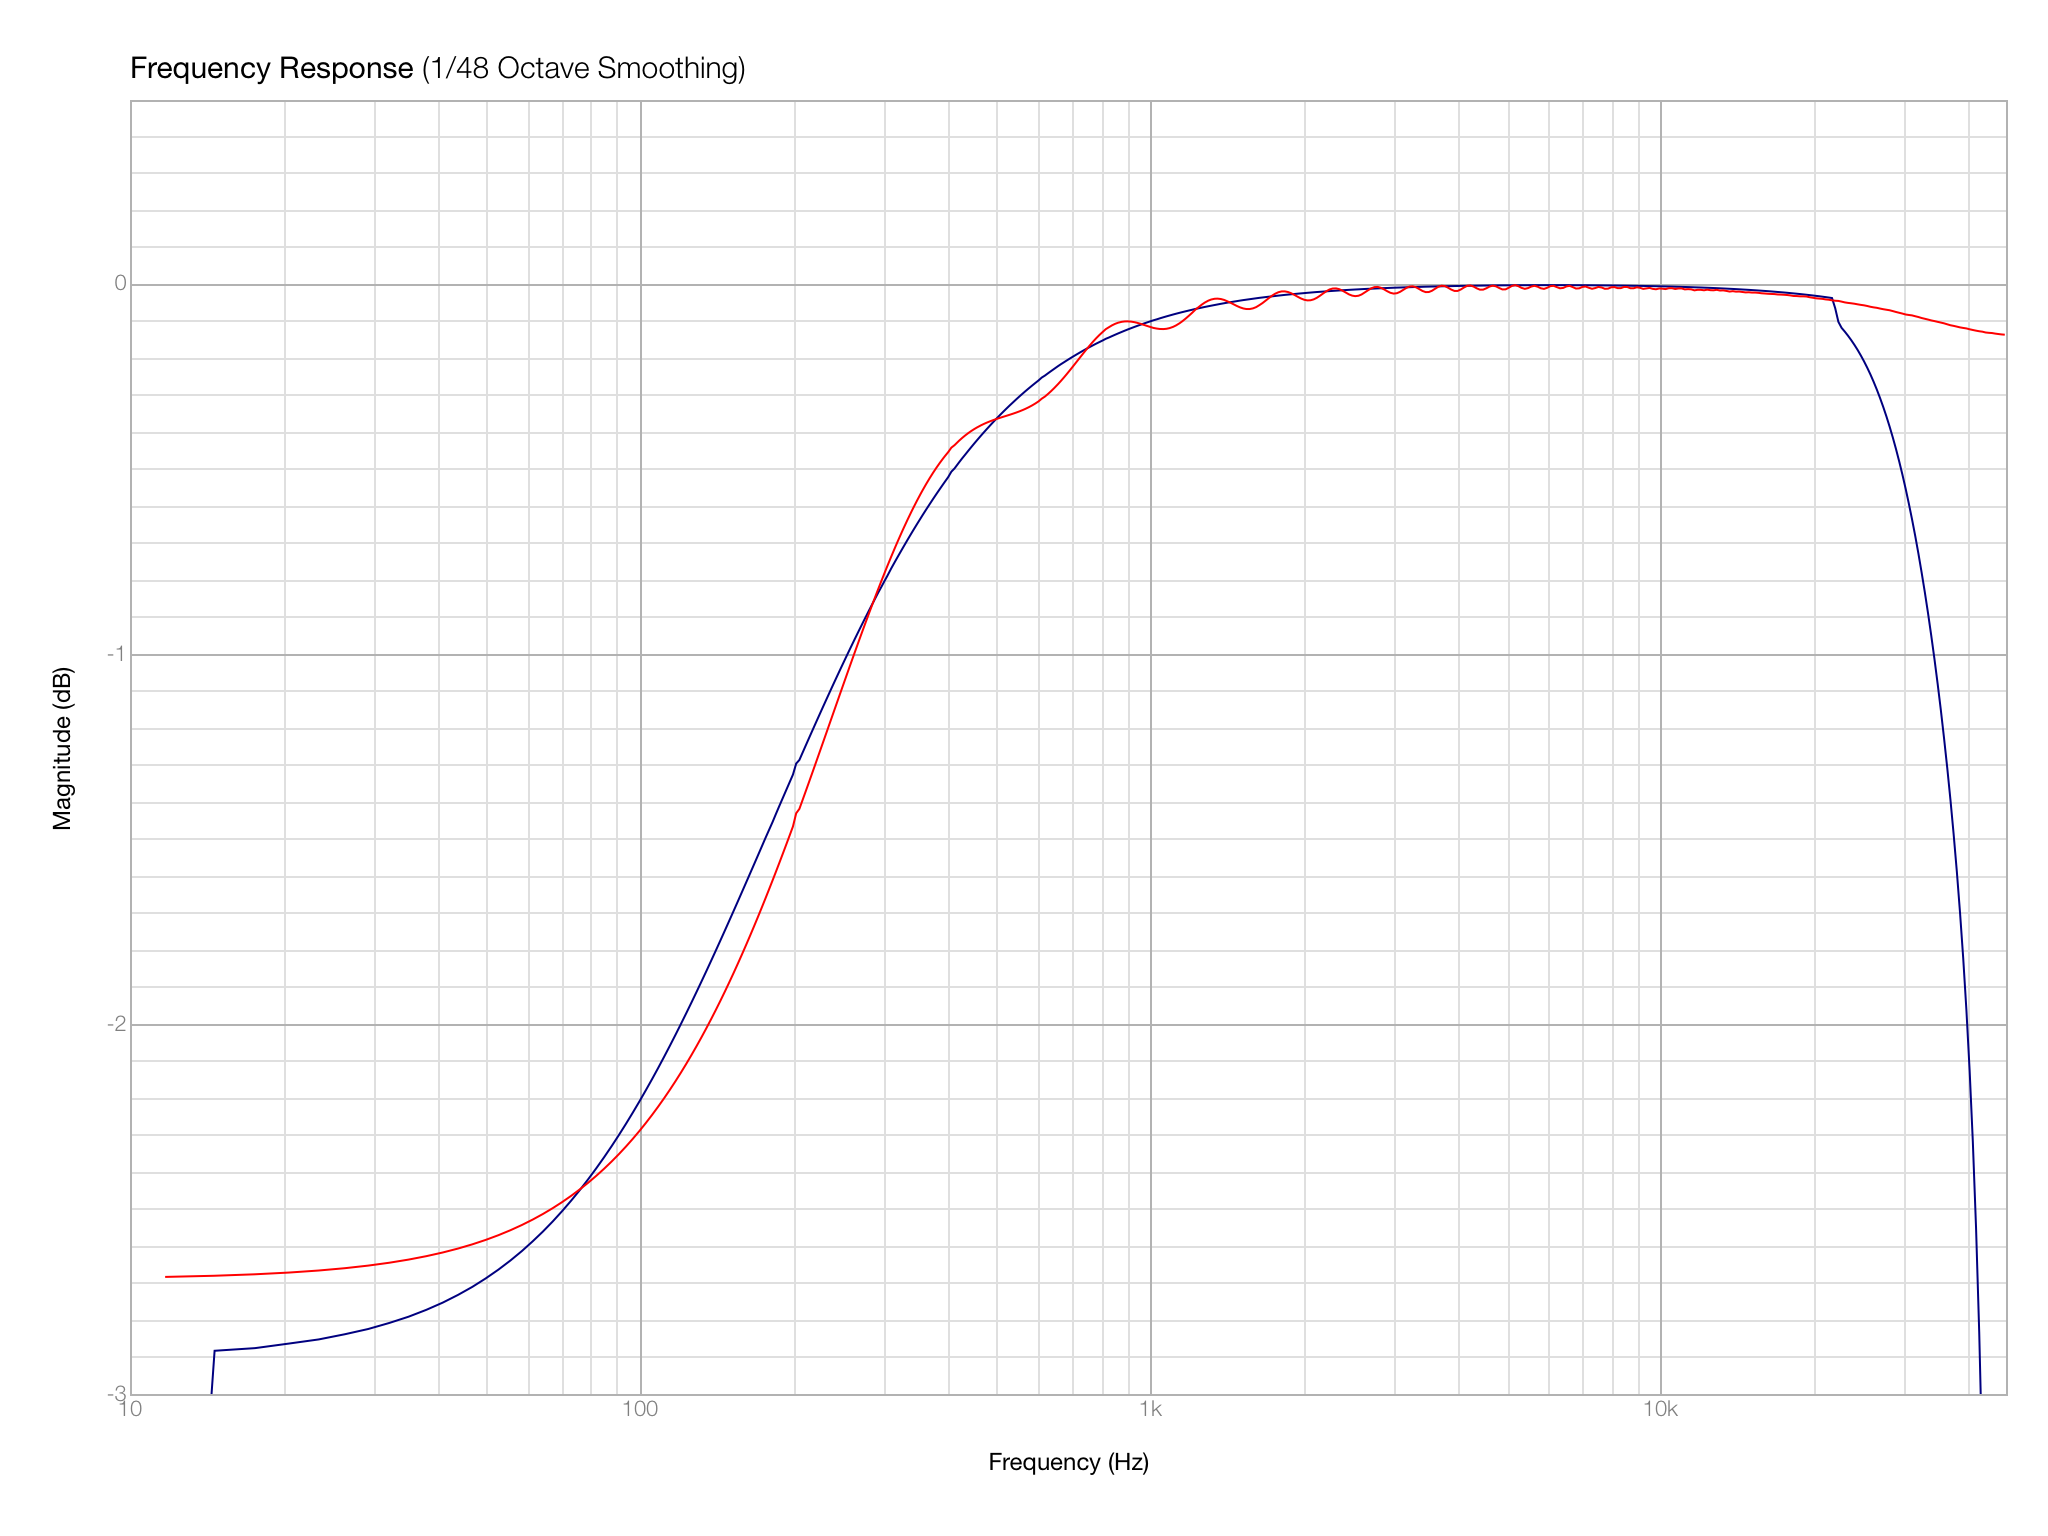 Frequency Response (1/48 Octave Smoothing)
0
-1
-2
-3
Magnitude (dB)
10 100 1k 10k
Frequency (Hz)